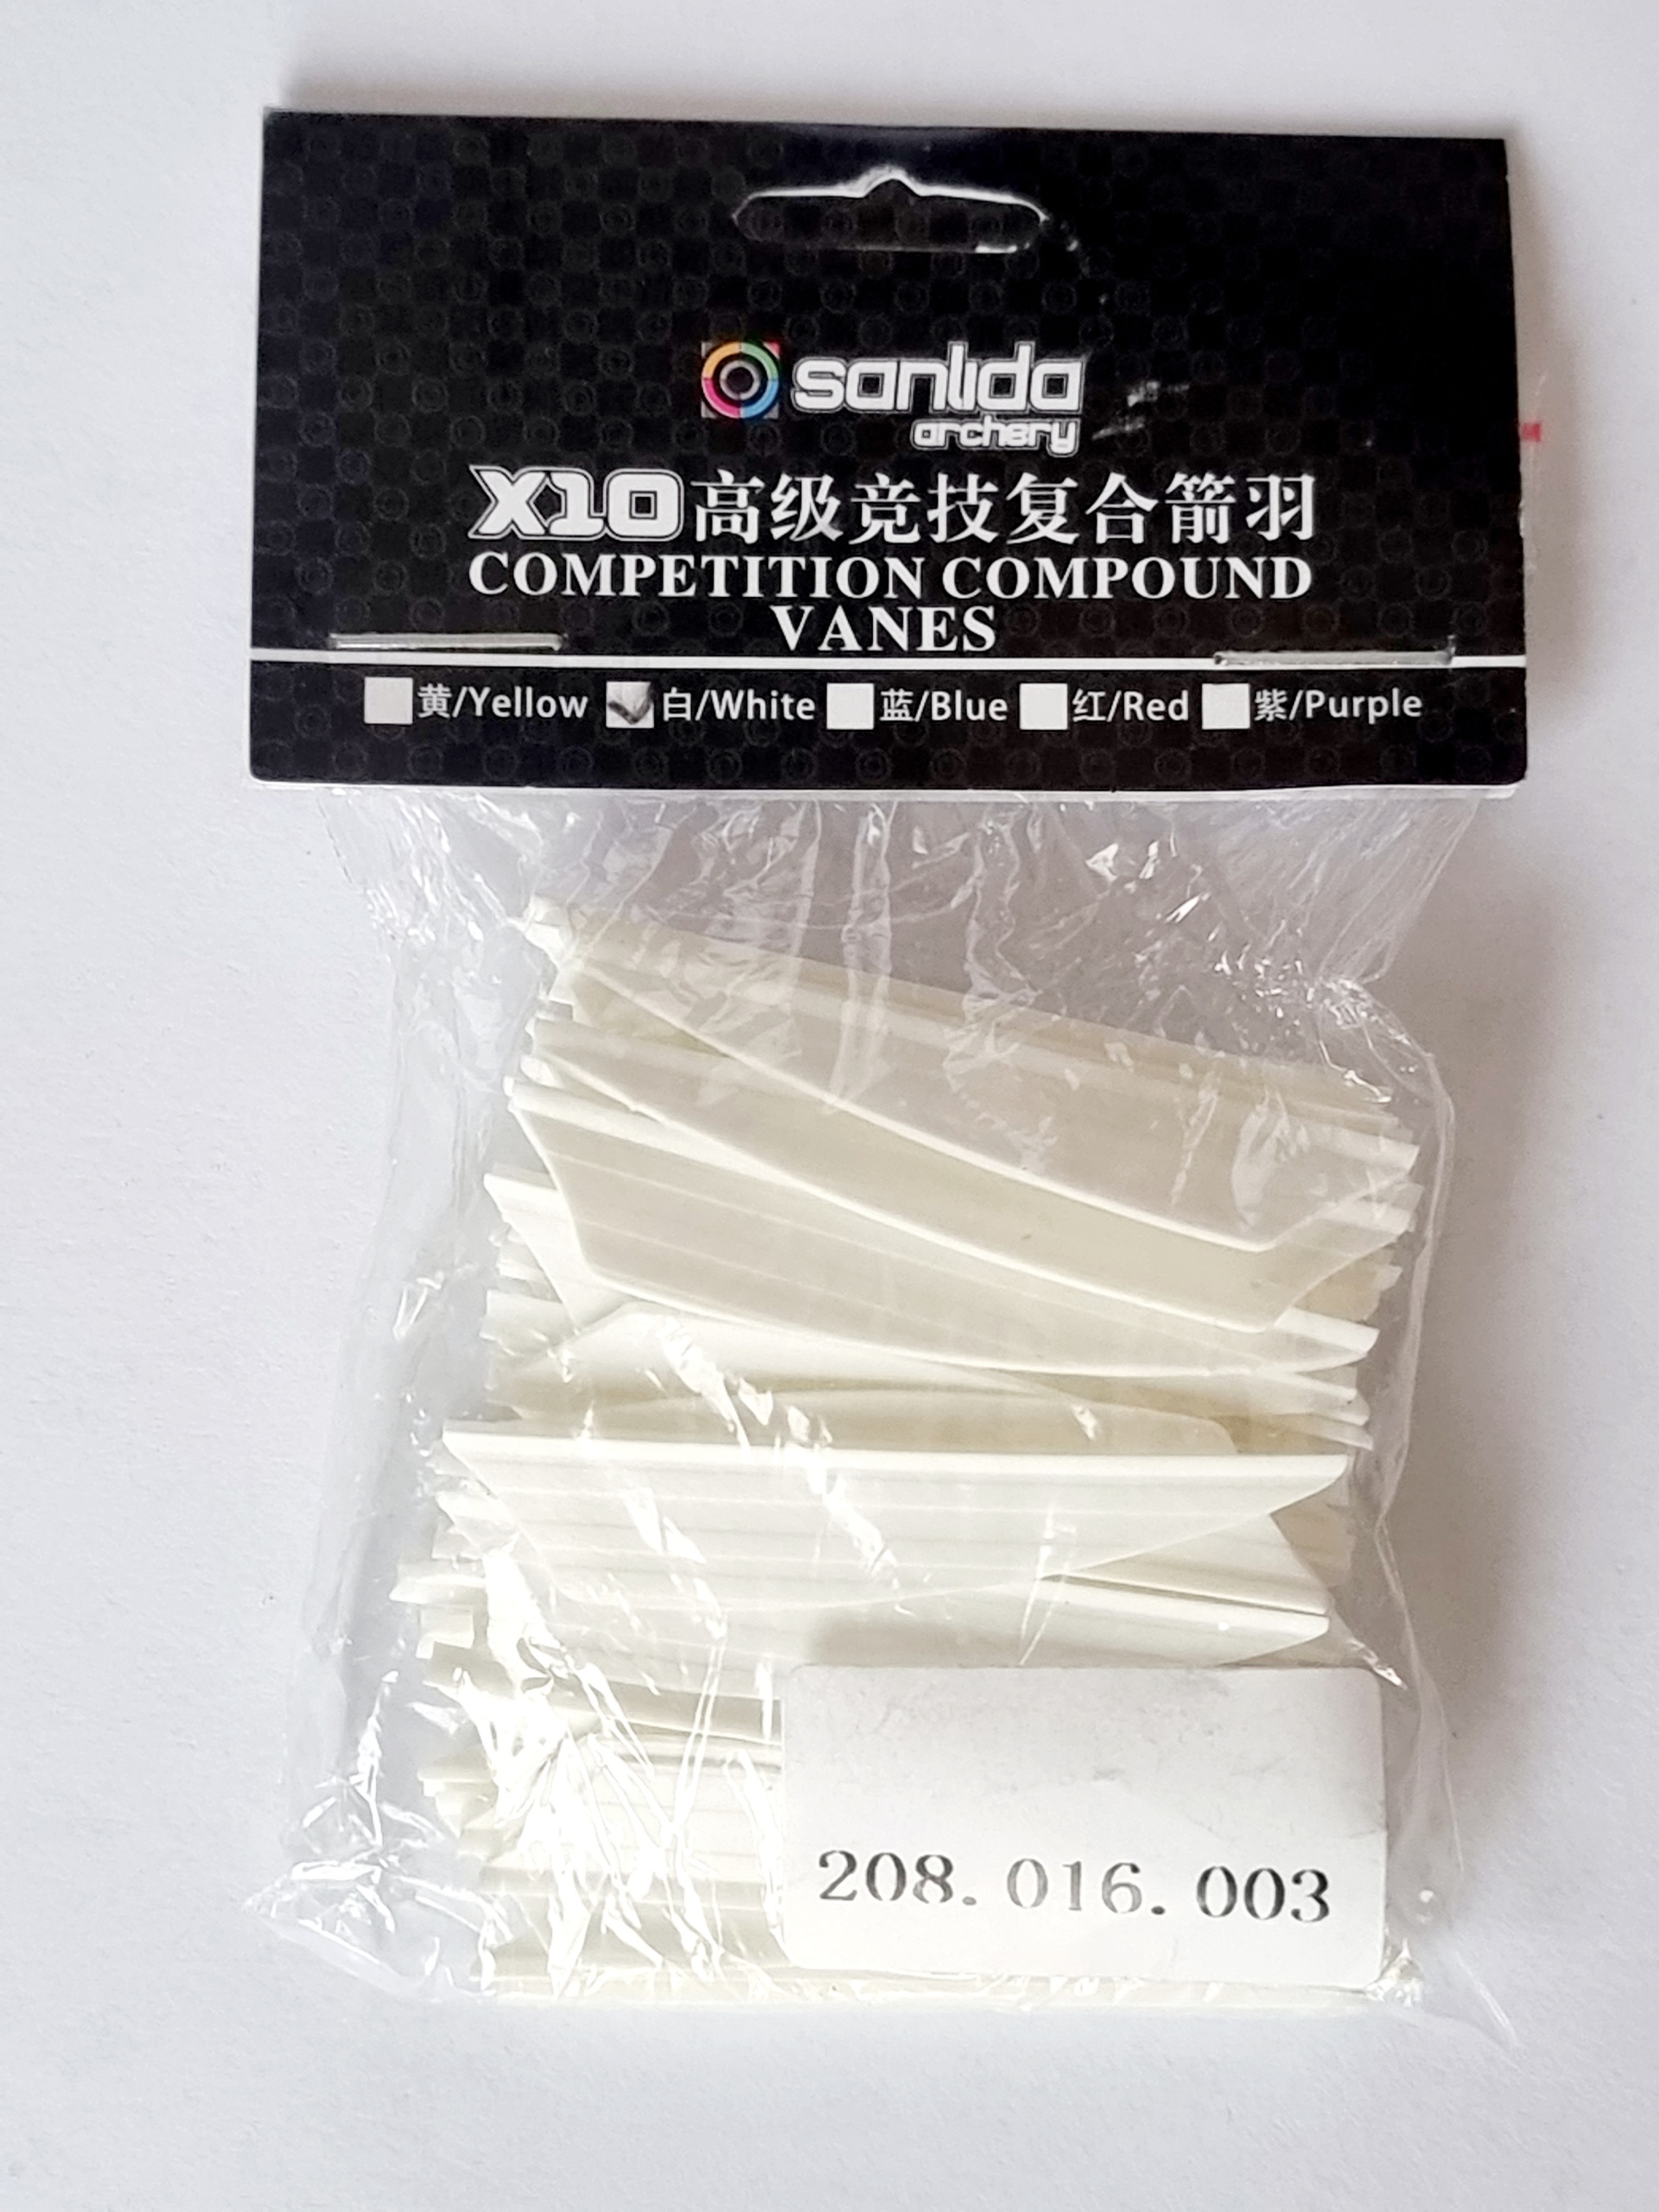 sanlida
archery
X10高级竞技复合箭羽
COMPETITION COMPOUND
VANES
黄/Yellow 白/White 蓝/Blue 红/Red 紫/Purple
208. 016. 003